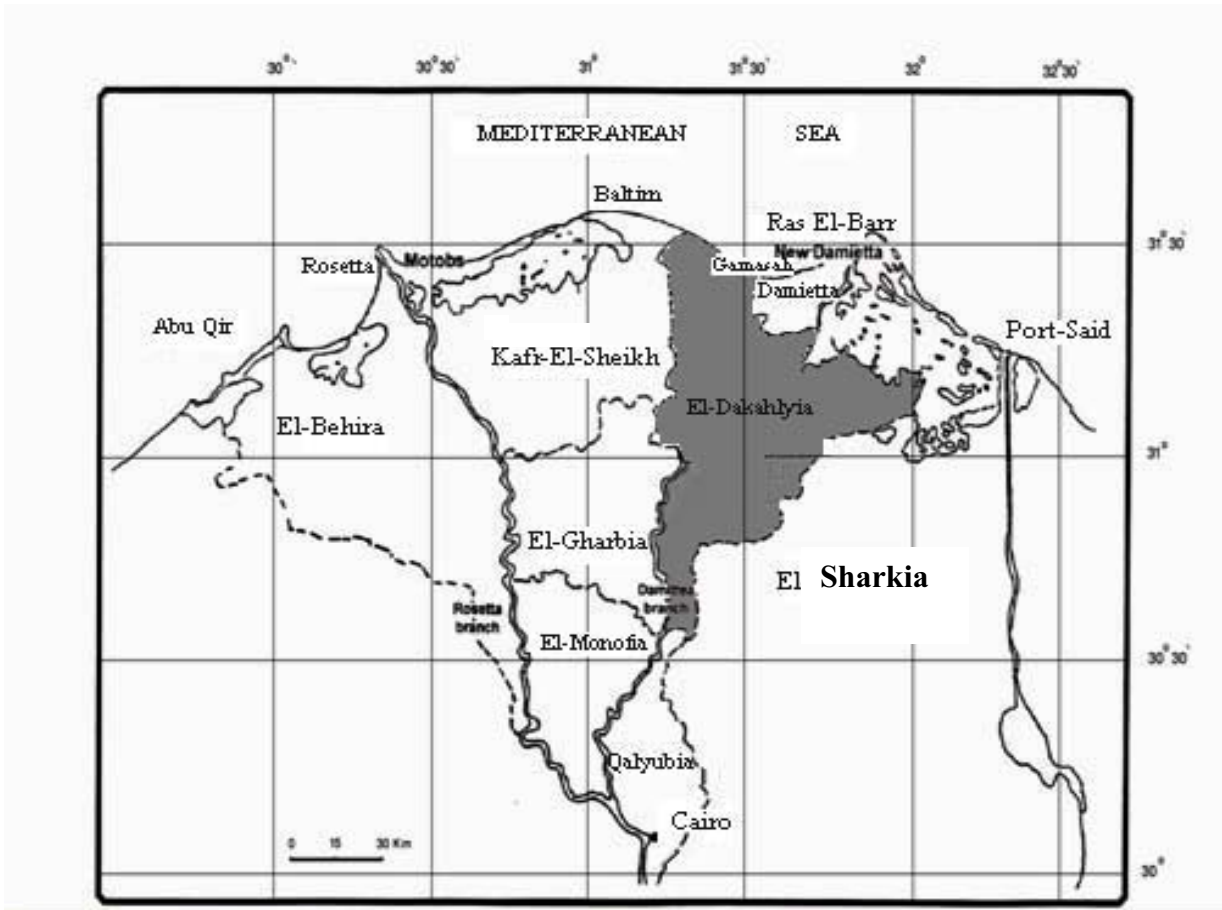 30° 30°30' 31° 31°30' 32° 32°30'
MEDITERRANEAN SEA
Baltim
Ras El-Barr
31°30'
Rosetta
Motobs
New Damietta
Gamasah
Damietta
Abu Qir
Port-Said
Kafr-El-Sheikh
El-Dakahlyia
El-Behira
31°
El-Gharbia
El Sharkia
Damittea
branch
Rosetta
branch
El-Monofia
30°30'
Qalyubia
Cairo
0 15 30 Km
30°